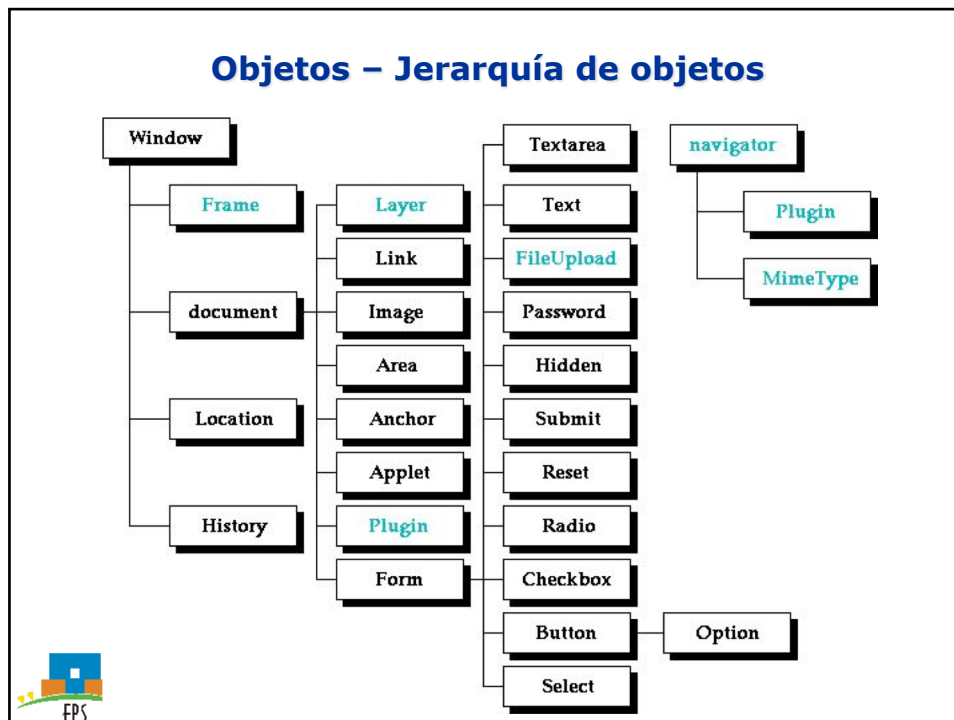 Objetos – Jerarquía de objetos
Window
Frame
document
Location
History
Layer
Link
Image
Area
Anchor
Applet
Plugin
Form
Textarea
Text
FileUpload
Password
Hidden
Submit
Reset
Radio
Checkbox
Button
Select
Option
navigator
Plugin
MimeType
EPS